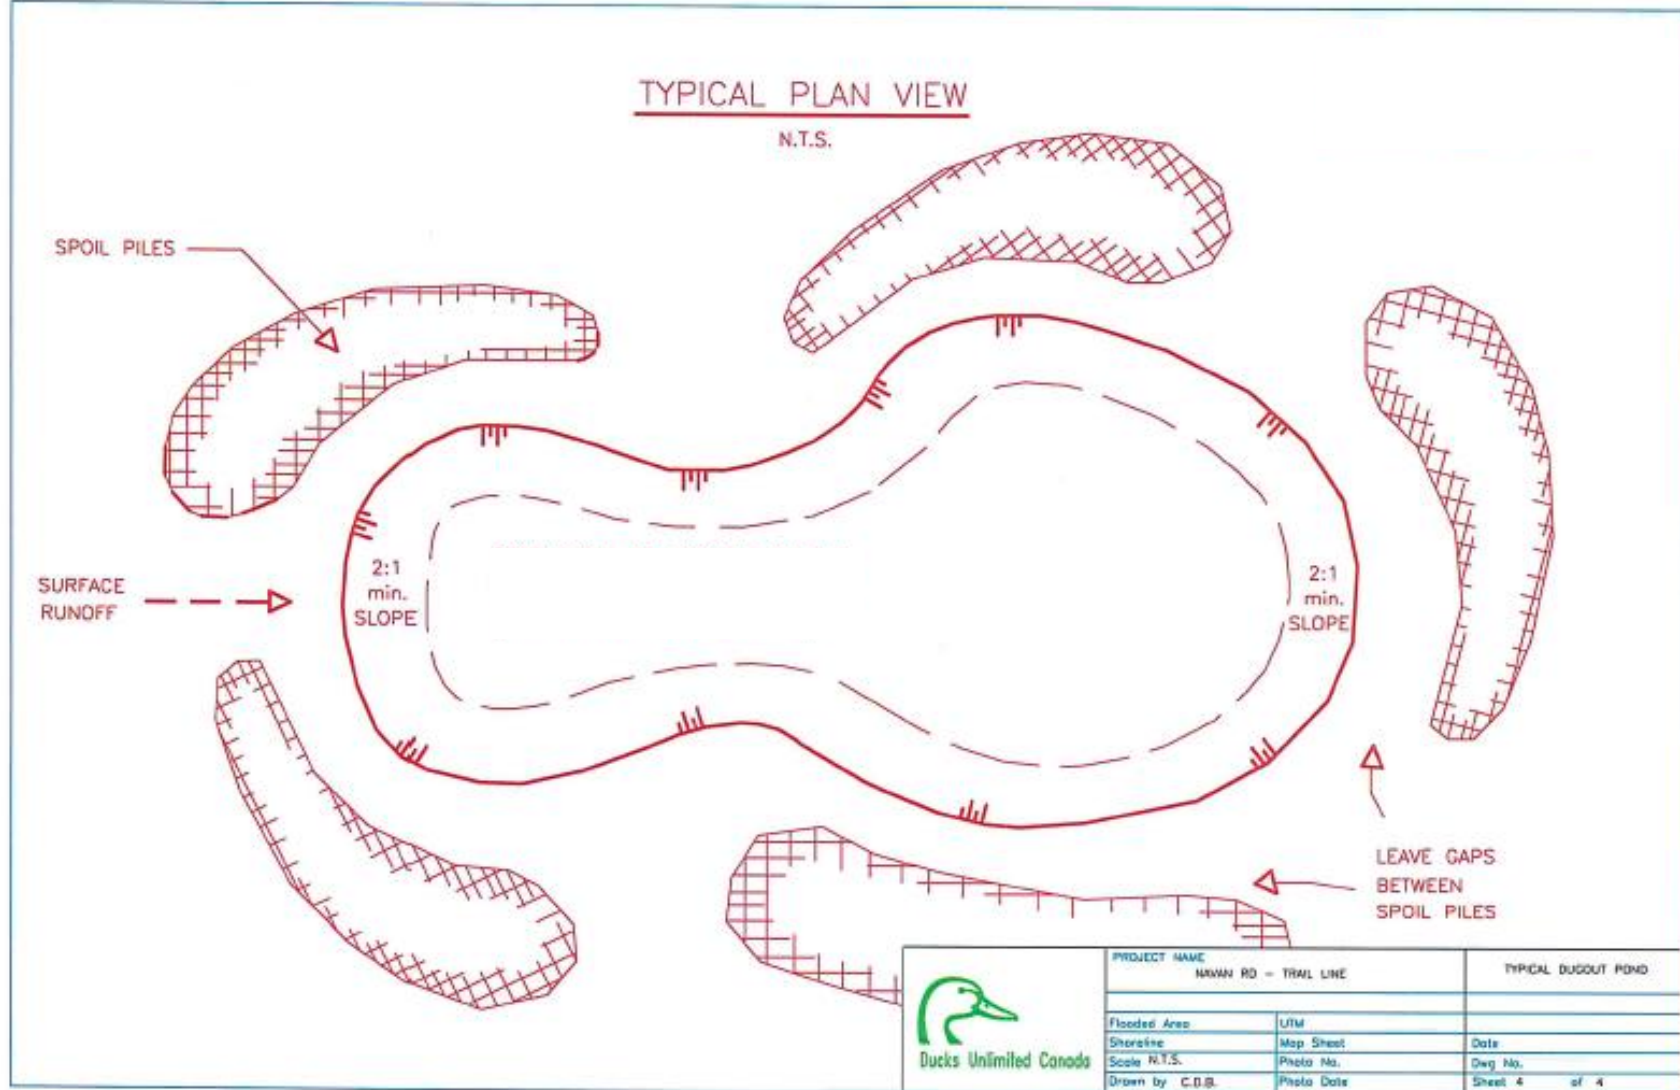 TYPICAL PLAN VIEW
N.T.S.
SPOIL PILES
SURFACE
RUNOFF
2:1
min.
SLOPE
2:1
min.
SLOPE
LEAVE GAPS
BETWEEN
SPOIL PILES
Ducks Unlimited Canada
PROJECT NAME
NAVAN RD - TRAIL LINE
TYPICAL DUGOUT POND
Flooded Area
UTM
Shoreline
Map Sheet
Date
Scale N.T.S.
Photo No.
Dwg No.
Drawn by C.D.B.
Photo Date
Sheet 4 of 4